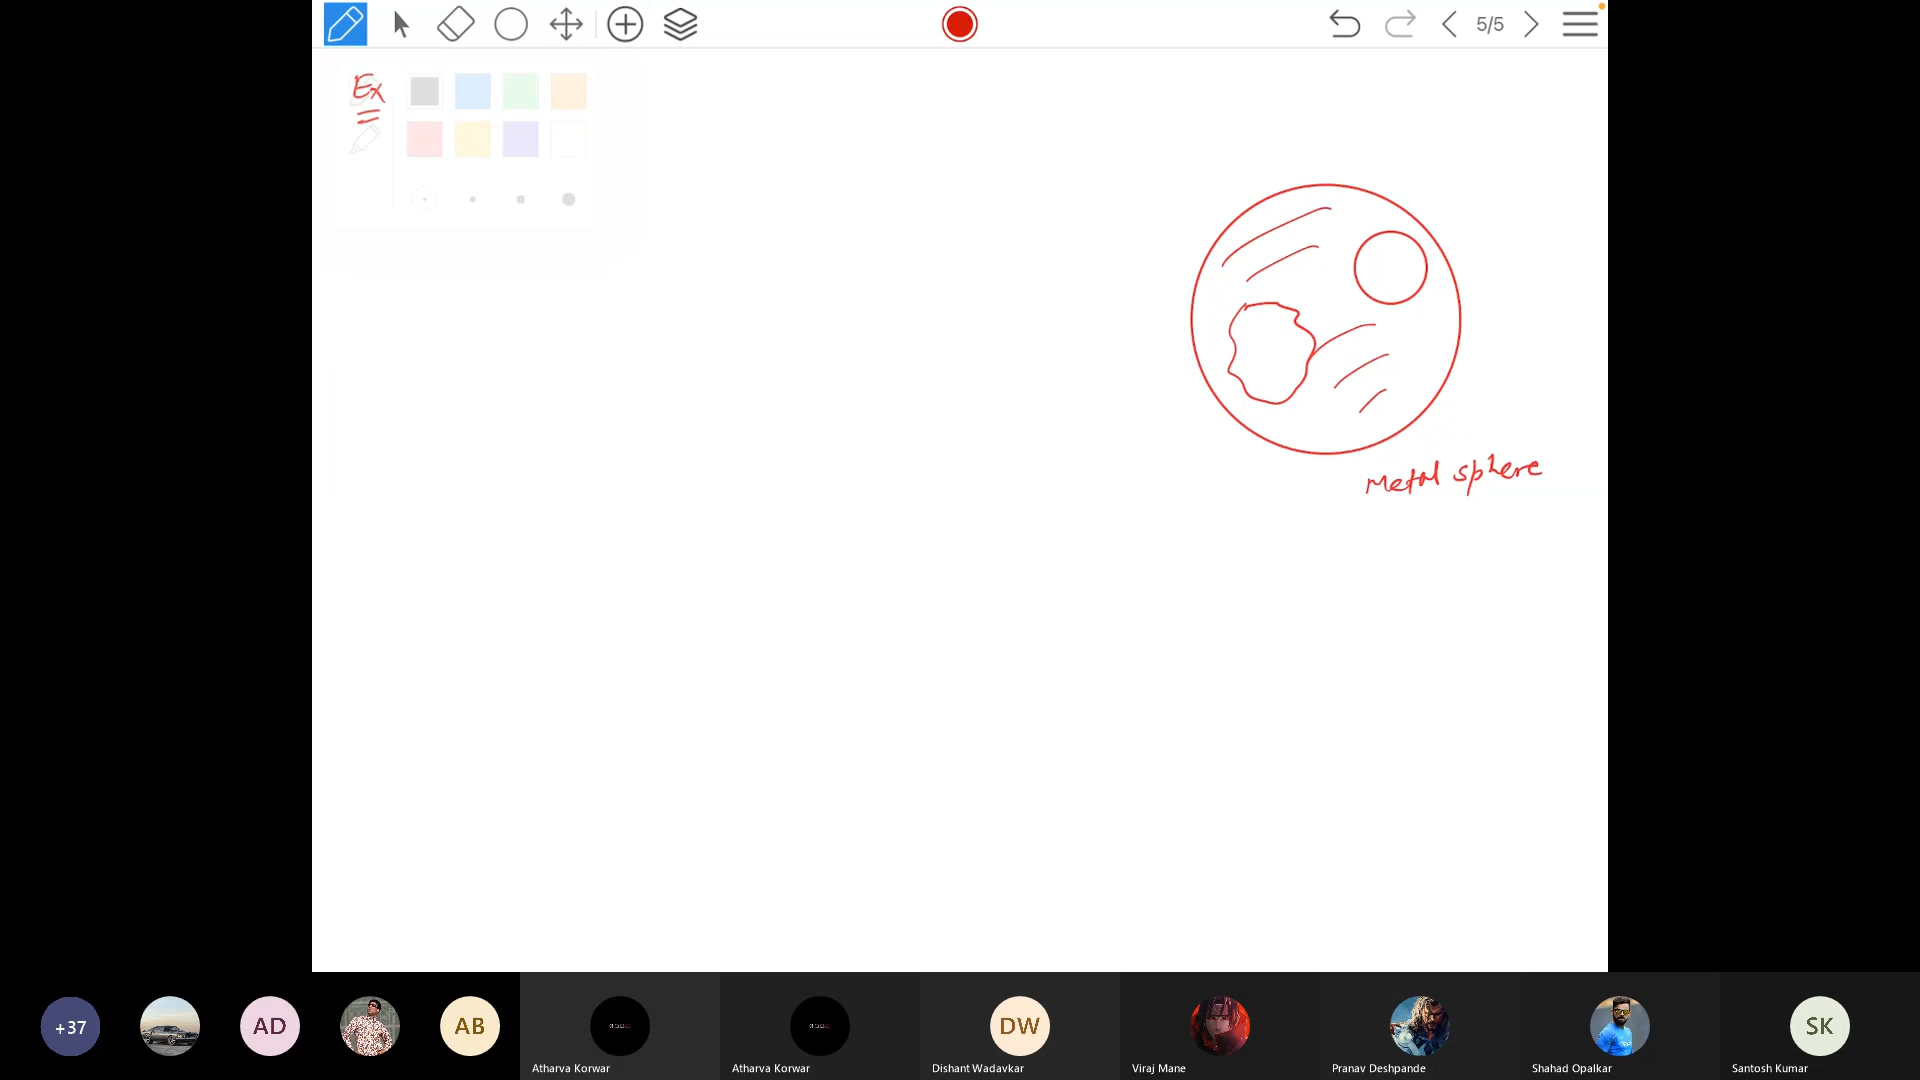 5/5
Ex
Metal sphere
+37
AD
AB
DW
SK
Atharva Korwar
Atharva Korwar
Dishant Wadavkar
Viraj Mane
Pranav Deshpande
Shahad Opalkar
Santosh Kumar